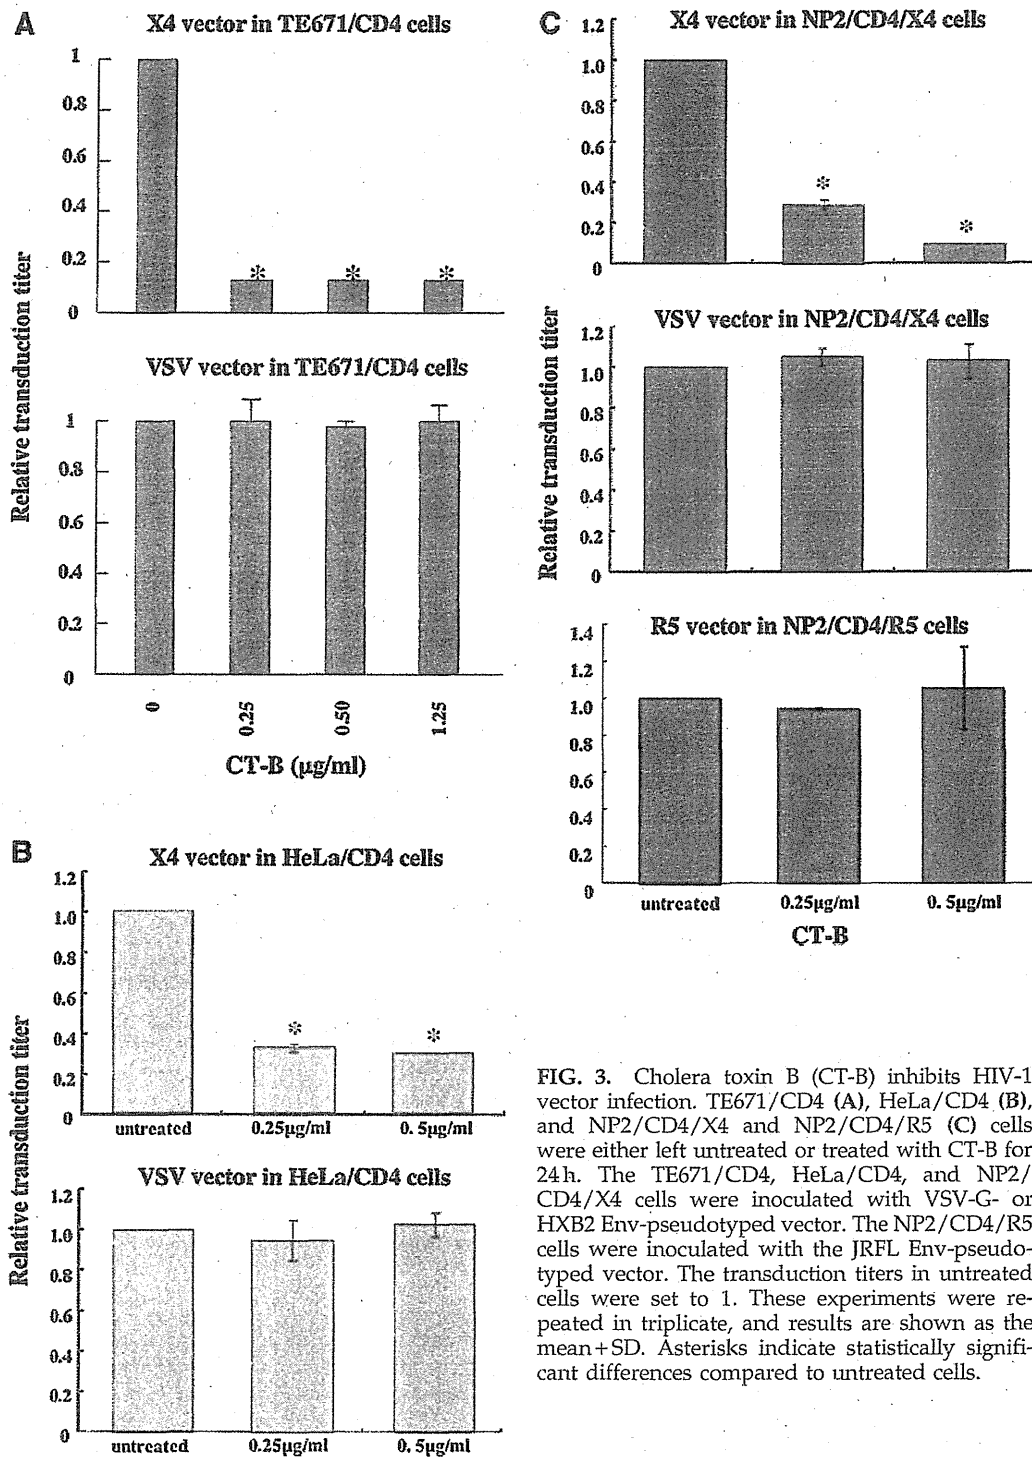 A
X4 vector in TE671/CD4 cells
1
0.8
0.6
0.4
0.2
0
* * *
VSV vector in TE671/CD4 cells
1
0.8
0.6
0.4
0.2
0
0 0.25 0.50 1.25
CT-B (µg/ml)
Relative transduction titer
B
X4 vector in HeLa/CD4 cells
1.2
1.0
0.8
0.6
0.4
0.2
0
* *
untreated 0.25µg/ml 0. 5µg/ml
VSV vector in HeLa/CD4 cells
1.2
1.0
0.8
0.6
0.4
0.2
0
untreated 0.25µg/ml 0. 5µg/ml
Relative transduction titer
C
X4 vector in NP2/CD4/X4 cells
1.2
1.0
0.8
0.6
0.4
0.2
0
* *
VSV vector in NP2/CD4/X4 cells
1.2
1.0
0.8
0.6
0.4
0.2
0
R5 vector in NP2/CD4/R5 cells
1.4
1.2
1.0
0.8
0.6
0.4
0.2
0
untreated 0.25µg/ml 0. 5µg/ml
CT-B
Relative transduction titer
FIG. 3. Cholera toxin B (CT-B) inhibits HIV-1
vector infection. TE671/CD4 (A), HeLa/CD4 (B),
and NP2/CD4/X4 and NP2/CD4/R5 (C) cells
were either left untreated or treated with CT-B for
24 h. The TE671/CD4, HeLa/CD4, and NP2/
CD4/X4 cells were inoculated with VSV-G- or
HXB2 Env-pseudotyped vector. The NP2/CD4/R5
cells were inoculated with the JRFL Env-pseudo-
typed vector. The transduction titers in untreated
cells were set to 1. These experiments were re-
peated in triplicate, and results are shown as the
mean + SD. Asterisks indicate statistically signifi-
cant differences compared to untreated cells.